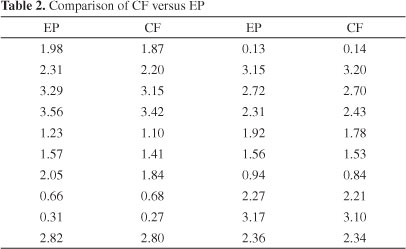 Table 2. Comparison of CF versus EP
EP CF EP CF
1.98 1.87 0.13 0.14
2.31 2.20 3.15 3.20
3.29 3.15 2.72 2.70
3.56 3.42 2.31 2.43
1.23 1.10 1.92 1.78
1.57 1.41 1.56 1.53
2.05 1.84 0.94 0.84
0.66 0.68 2.27 2.21
0.31 0.27 3.17 3.10
2.82 2.80 2.36 2.34